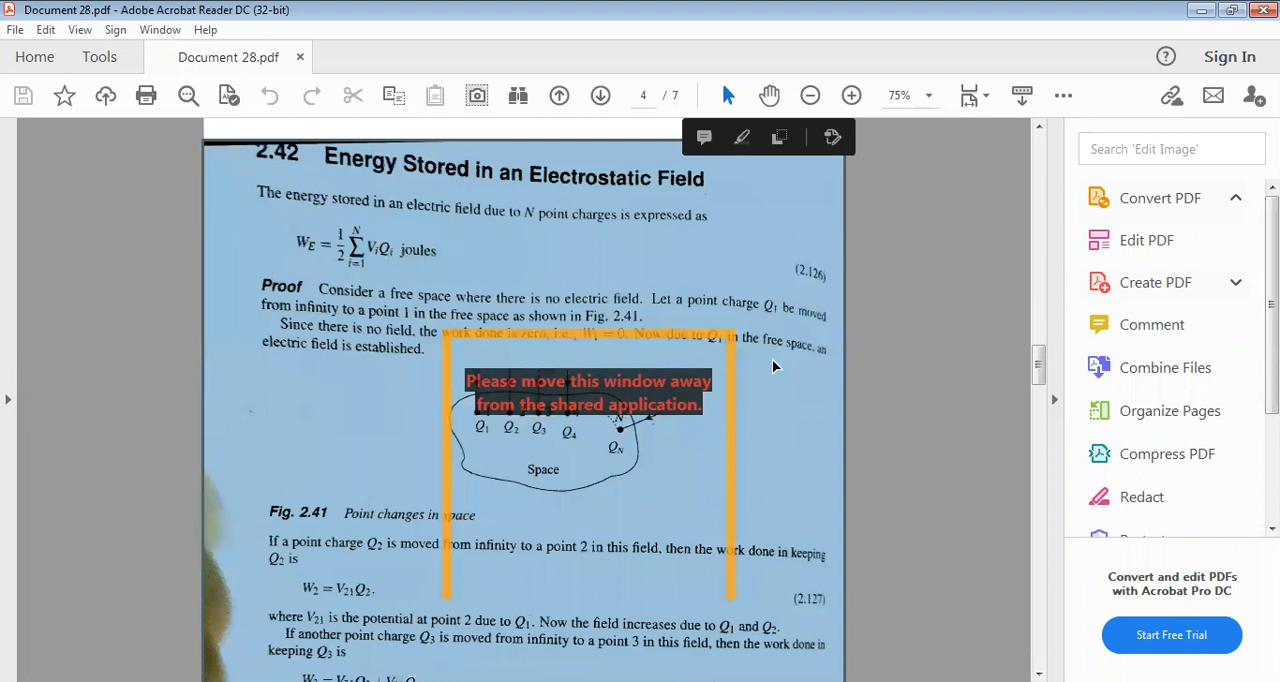 Document 28.pdf - Adobe Acrobat Reader DC (32-bit)
File Edit View Sign Window Help
Home Tools Document 28.pdf × Sign In
4 / 7 75%
Search 'Edit Image'
Convert PDF
Edit PDF
Create PDF
Comment
Combine Files
Organize Pages
Compress PDF
Redact
Convert and edit PDFs
with Acrobat Pro DC
Start Free Trial
2.42 Energy Stored in an Electrostatic Field
The energy stored in an electric field due to N point charges is expressed as
W_E = 1/2 N∑i=1 V_i Q_i joules
(2.126)
Proof Consider a free space where there is no electric field. Let a point charge Q₁ be moved
from infinity to a point 1 in the free space as shown in Fig. 2.41.
Since there is no field, the work done is zero, i.e., = 0. Now due to Q₁ in the free space, an
electric field is established.
Please move this window away
from the shared application.
Q₁ Q₂ Q₃ Q₄ N
Q_N
Space
Fig. 2.41 Point changes in space
If a point charge Q₂ is moved from infinity to a point 2 in this field, then the work done in keeping
Q₂ is
W₂ = V₂₁Q₂.
(2.127)
where V₂₁ is the potential at point 2 due to Q₁. Now the field increases due to Q₁ and Q₂.
If another point charge Q₃ is moved from infinity to a point 3 in this field, then the work done in
keeping Q₃ is